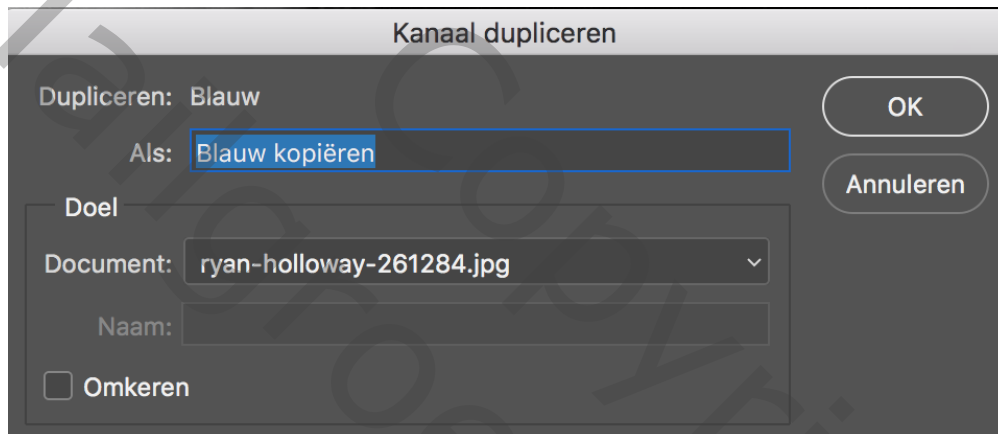 Kanaal dupliceren
Dupliceren: Blauw
OK
Als: Blauw kopiëren
Annuleren
Doel
Document: ryan-holloway-261284.jpg
Naam:
Omkeren